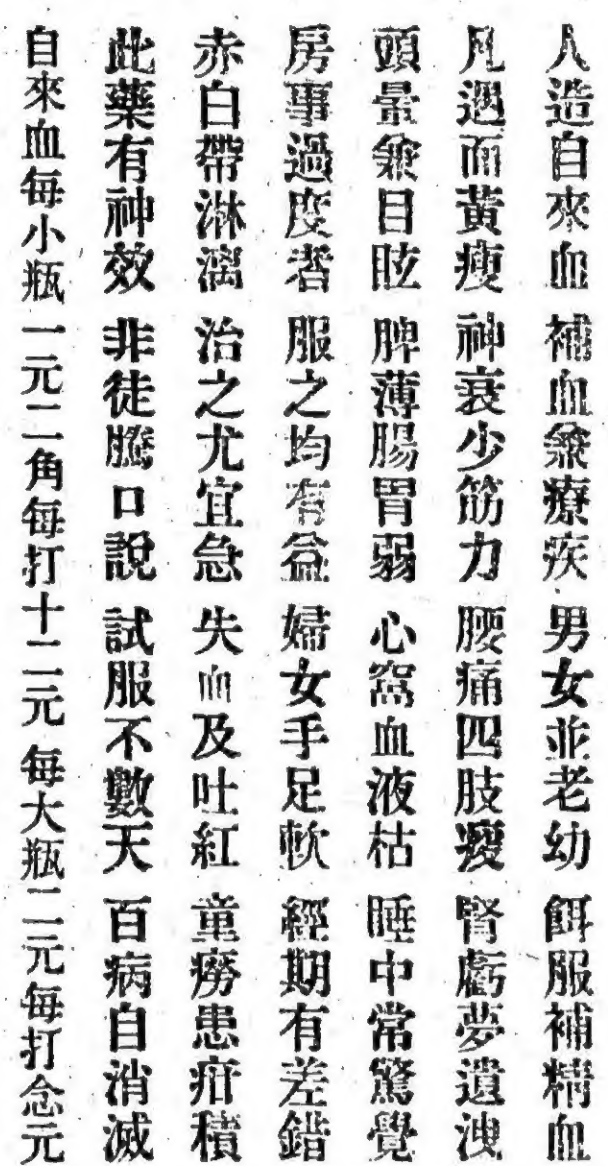 人造自來血 補血兼療疾 男女並老幼 餌服補精血
凡遇面黃瘦 神衰少筋力 腰痛四肢痠 腎虧夢遺洩
頭暈兼目眩 脾薄腸胃弱 心窩血液枯 睡中常驚覺
房事過度者 服之均有益 婦女手足軟 經期有差錯
赤白帶淋漓 治之尤宜急 失血及吐紅 童癆患疳積
此藥有神效 非徒騰口說 試服不數天 百病自消滅
自來血每小瓶一元二角每打十二元 每大瓶二元每打念元